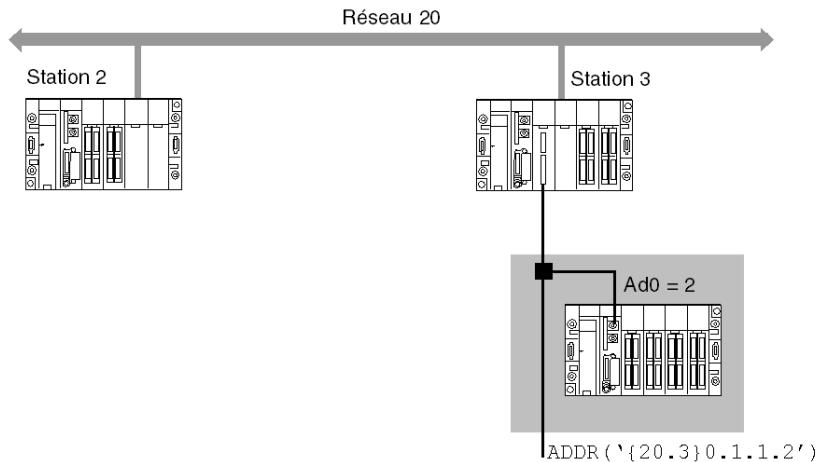 Réseau 20
Station 2
Station 3
Ad0 = 2
ADDR(‘{20.3}0.1.1.2’)